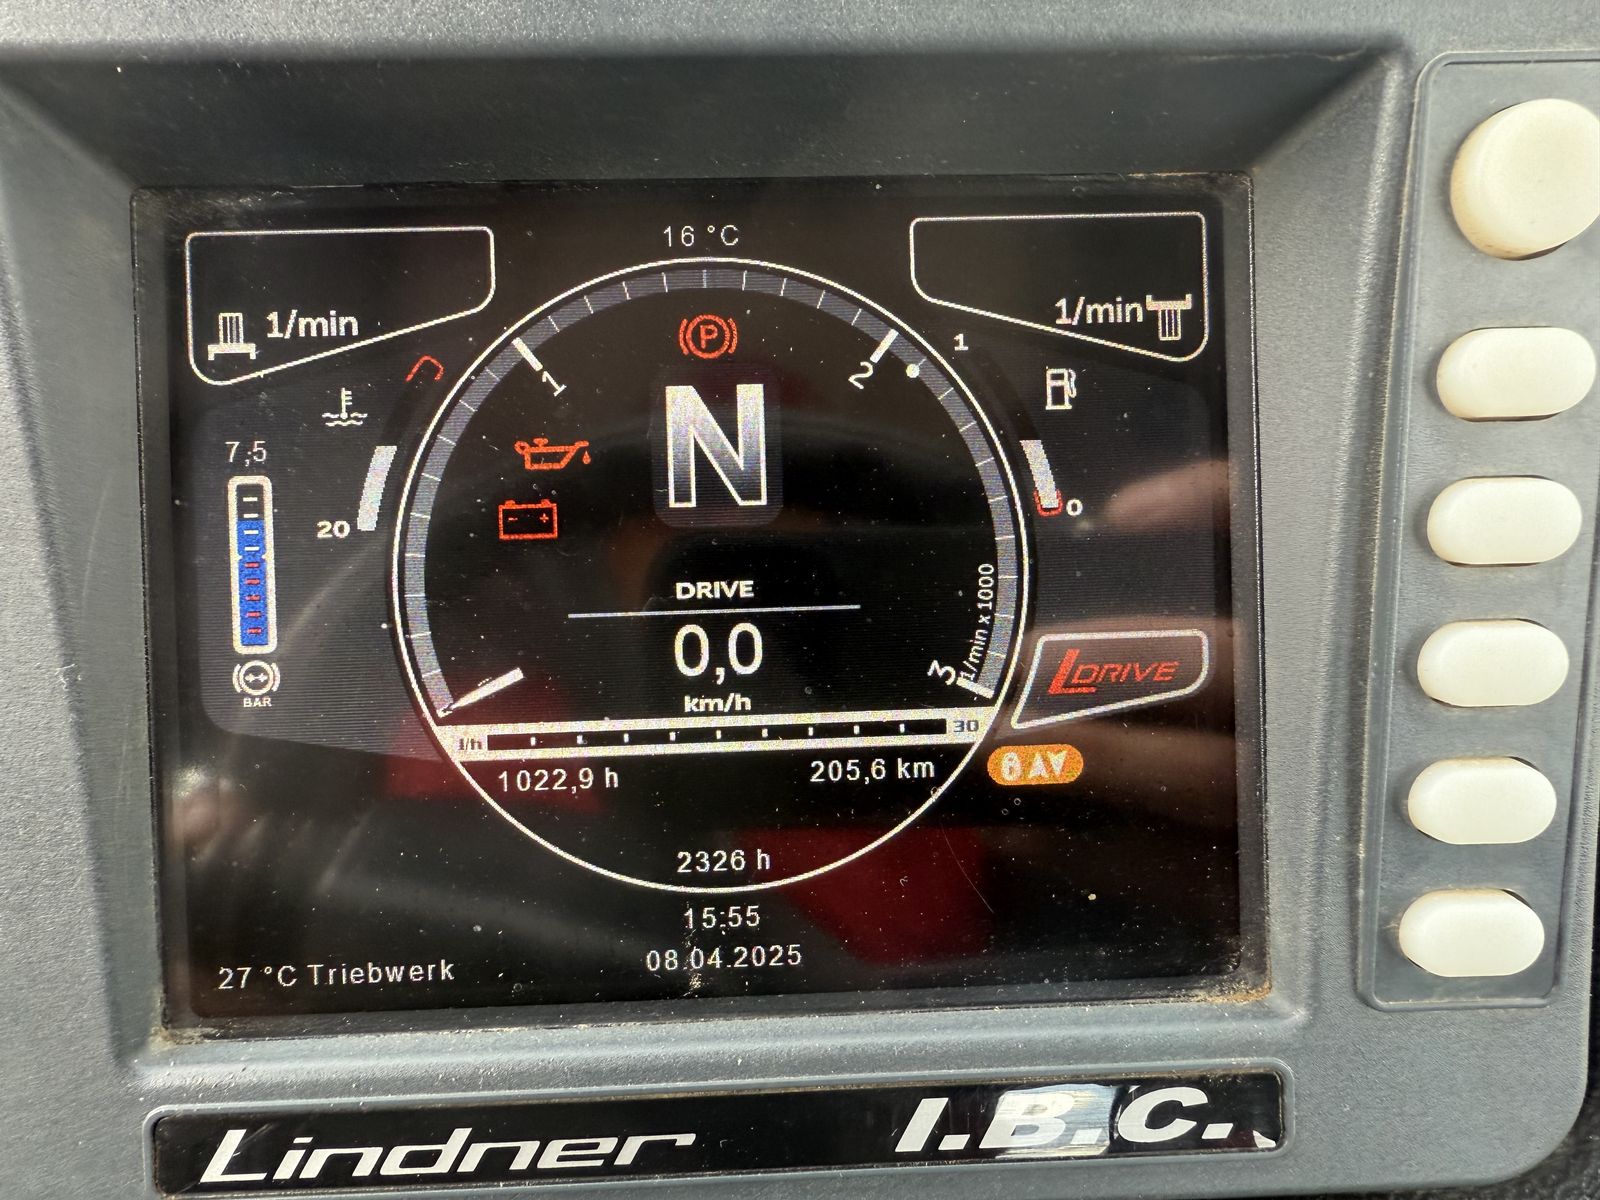 16 °C
1/min
1/min
P
1
2
1
N
7,5
20
0
- +
DRIVE
0,0
km/h
3
1/min x 1000
LDRIVE
BAR
l/h
30
1022,9 h
205,6 km
2326 h
15:55
08.04.2025
27 °C Triebwerk
Lindner
I.B.C.